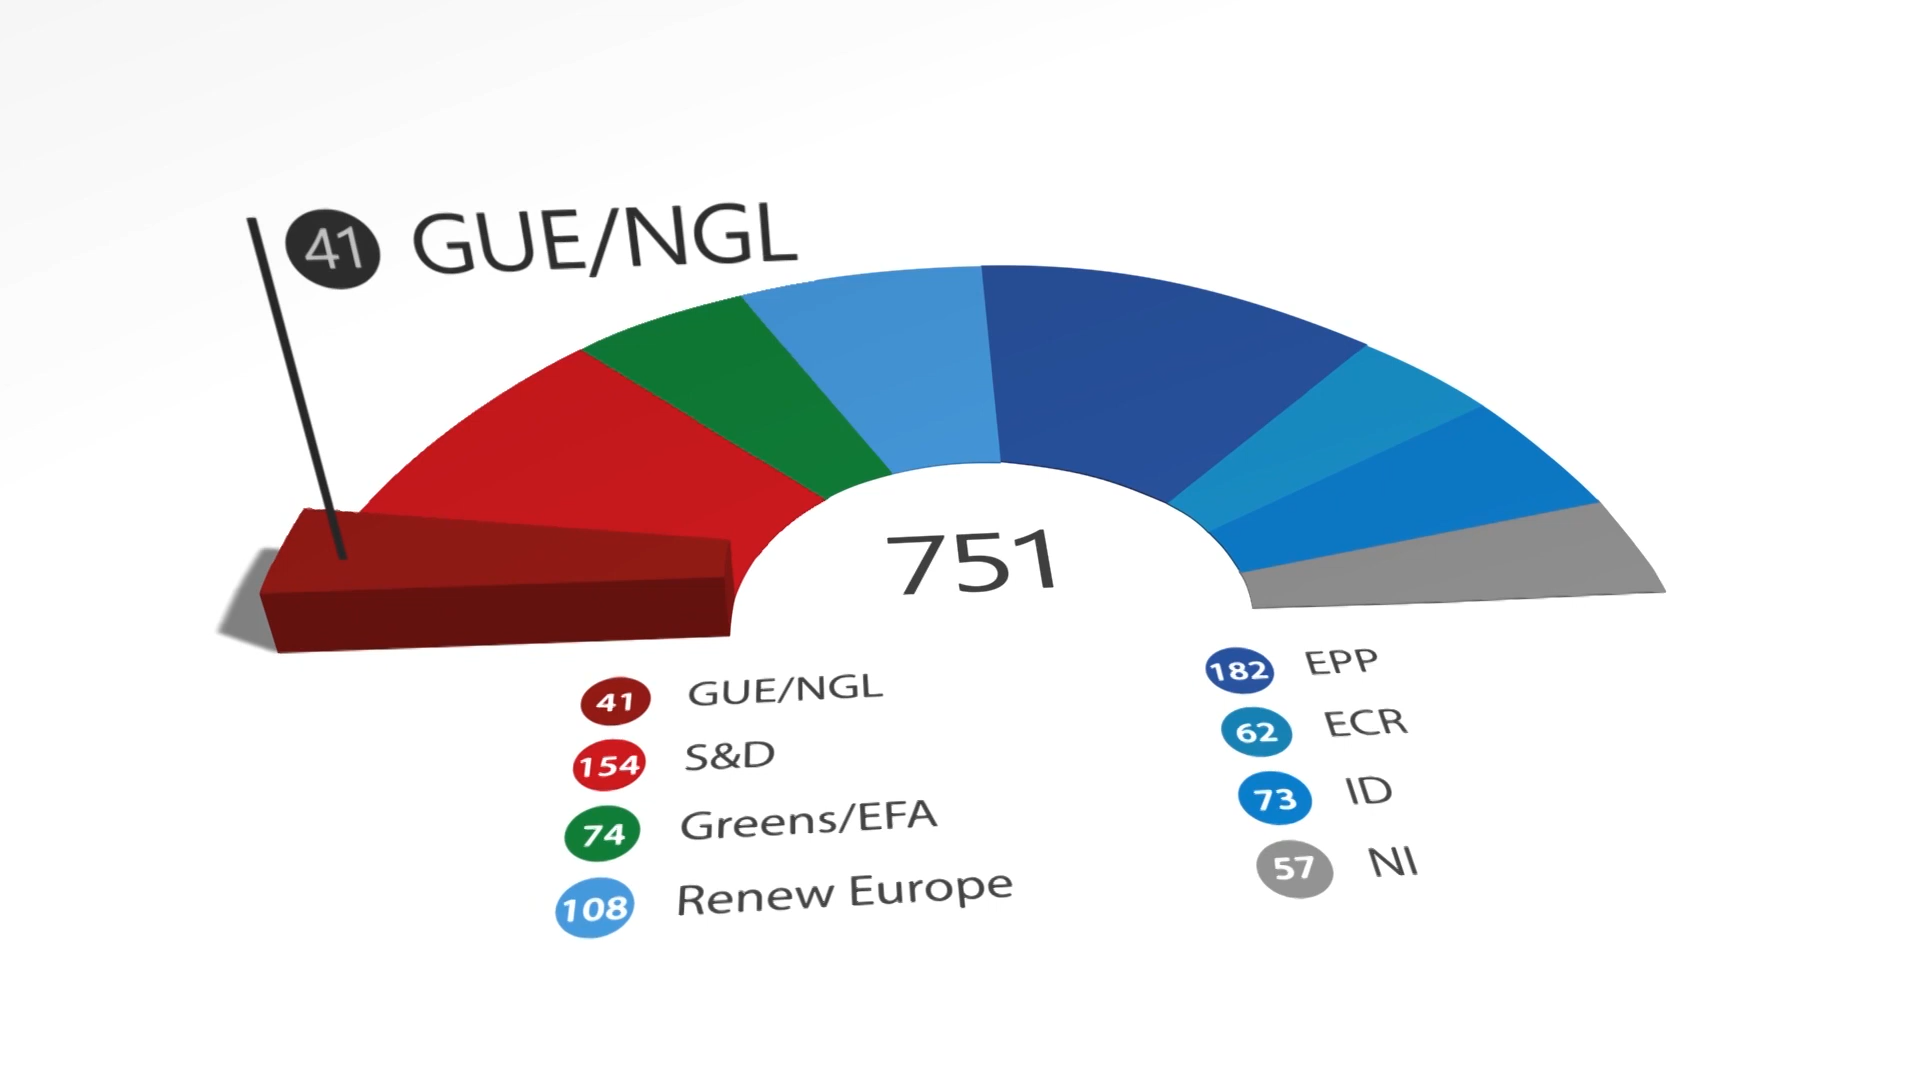 41 GUE/NGL
751
41 GUE/NGL
154 S&D
74 Greens/EFA
108 Renew Europe
182 EPP
62 ECR
73 ID
57 NI